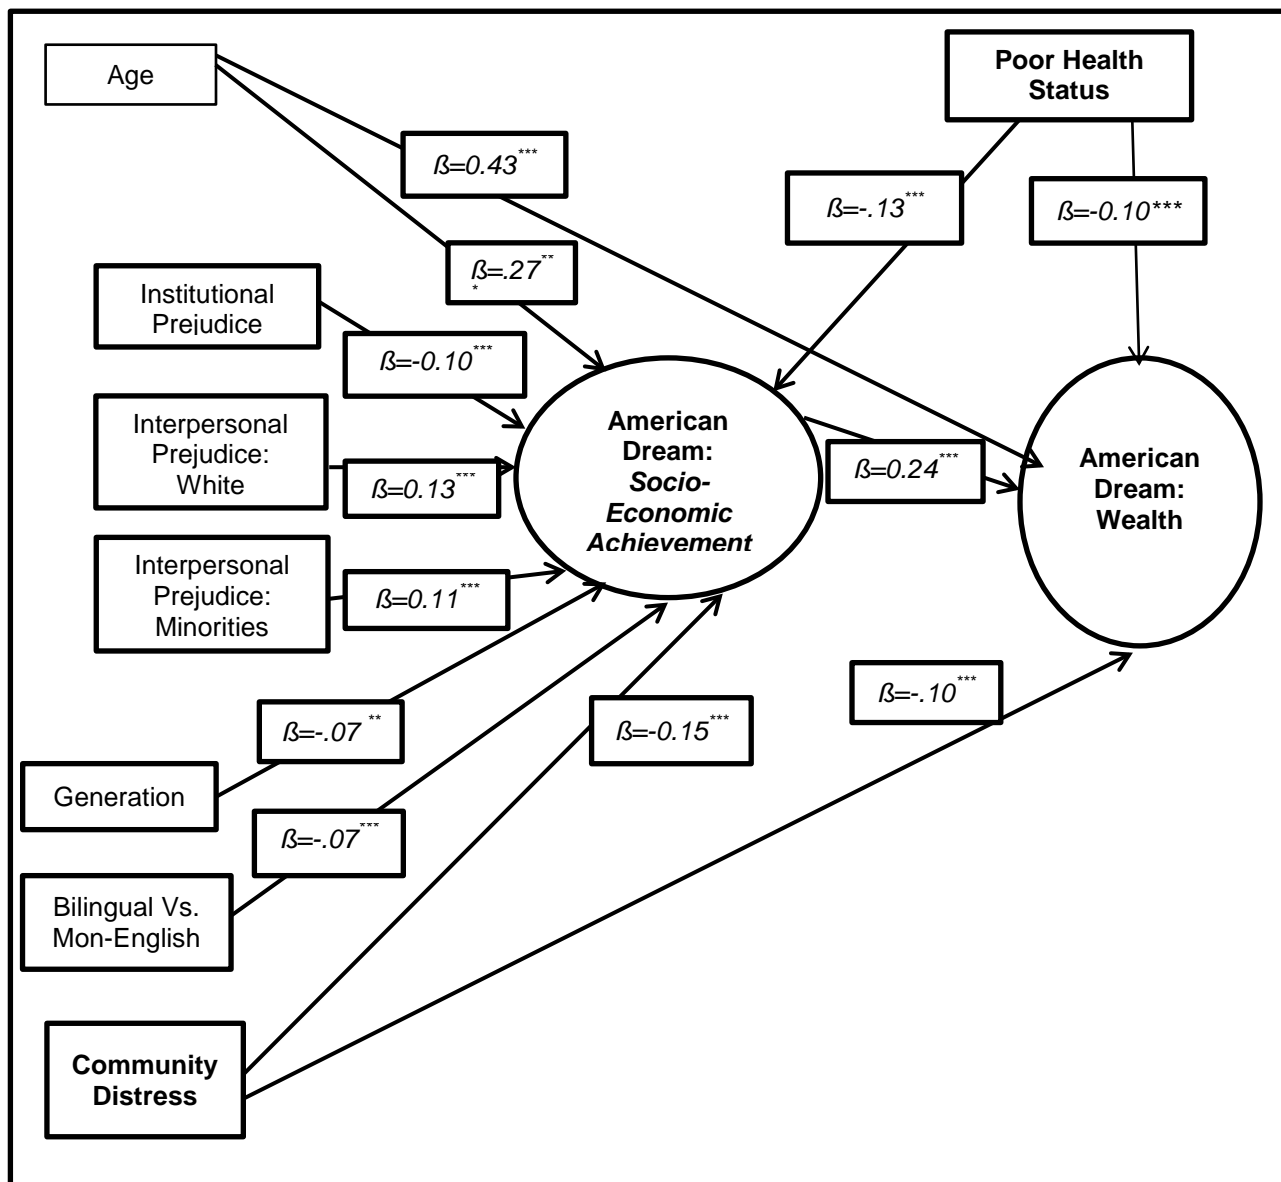 Age
Poor Health
Status
ß=0.43***
ß=-.13***
ß=-0.10***
ß=.27**
*
Institutional
Prejudice
ß=-0.10***
Interpersonal
Prejudice:
White
ß=0.13***
American
Dream:
Socio-
Economic
Achievement
ß=0.24***
American
Dream:
Wealth
Interpersonal
Prejudice:
Minorities
ß=0.11***
ß=-.07 **
ß=-0.15***
ß=-.10***
Generation
ß=-.07***
Bilingual Vs.
Mon-English
Community
Distress